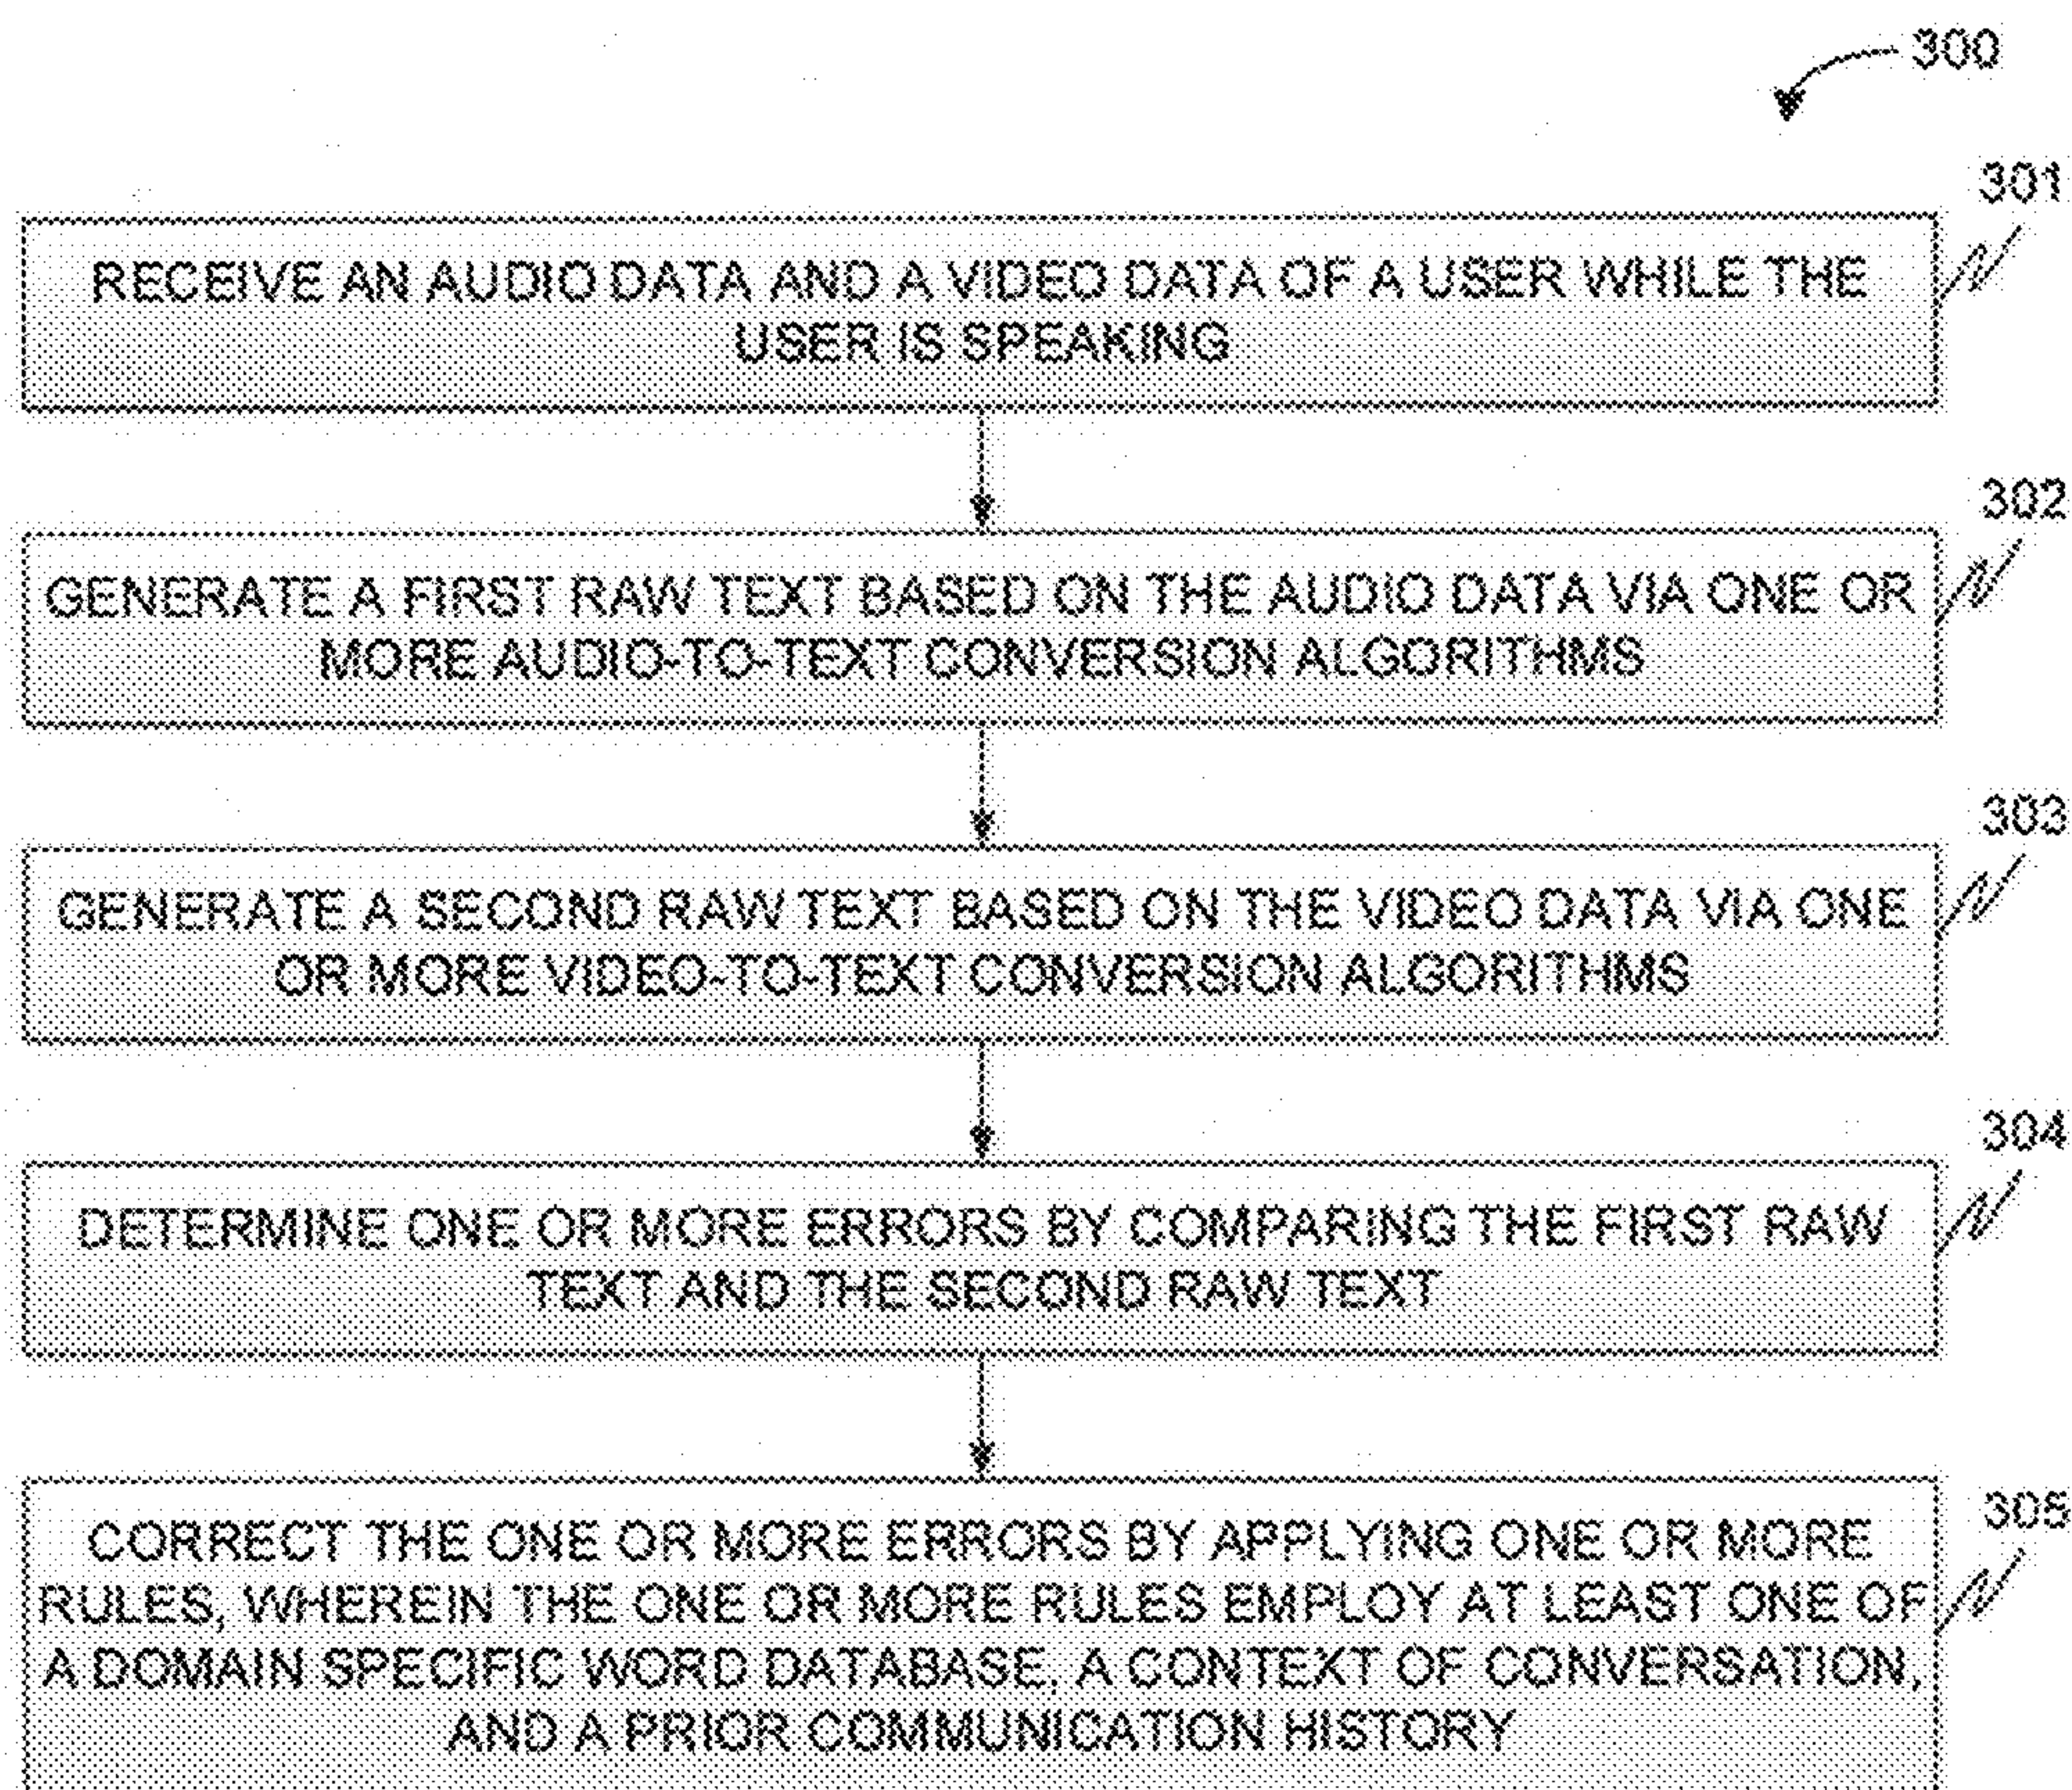 300
301
RECEIVE AN AUDIO DATA AND A VIDEO DATA OF A USER WHILE THE
USER IS SPEAKING
302
GENERATE A FIRST RAW TEXT BASED ON THE AUDIO DATA VIA ONE OR
MORE AUDIO-TO-TEXT CONVERSION ALGORITHMS
303
GENERATE A SECOND RAW TEXT BASED ON THE VIDEO DATA VIA ONE
OR MORE VIDEO-TO-TEXT CONVERSION ALGORITHMS
304
DETERMINE ONE OR MORE ERRORS BY COMPARING THE FIRST RAW
TEXT AND THE SECOND RAW TEXT
305
CORRECT THE ONE OR MORE ERRORS BY APPLYING ONE OR MORE
RULES, WHEREIN THE ONE OR MORE RULES EMPLOY AT LEAST ONE OF
A DOMAIN SPECIFIC WORD DATABASE, A CONTEXT OF CONVERSATION,
AND A PRIOR COMMUNICATION HISTORY